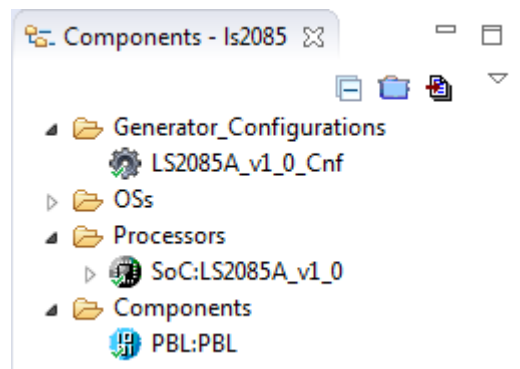 Components - ls2085
Generator_Configurations
LS2085A_v1_0_Cnf
OSs
Processors
SoC:LS2085A_v1_0
Components
PBL:PBL